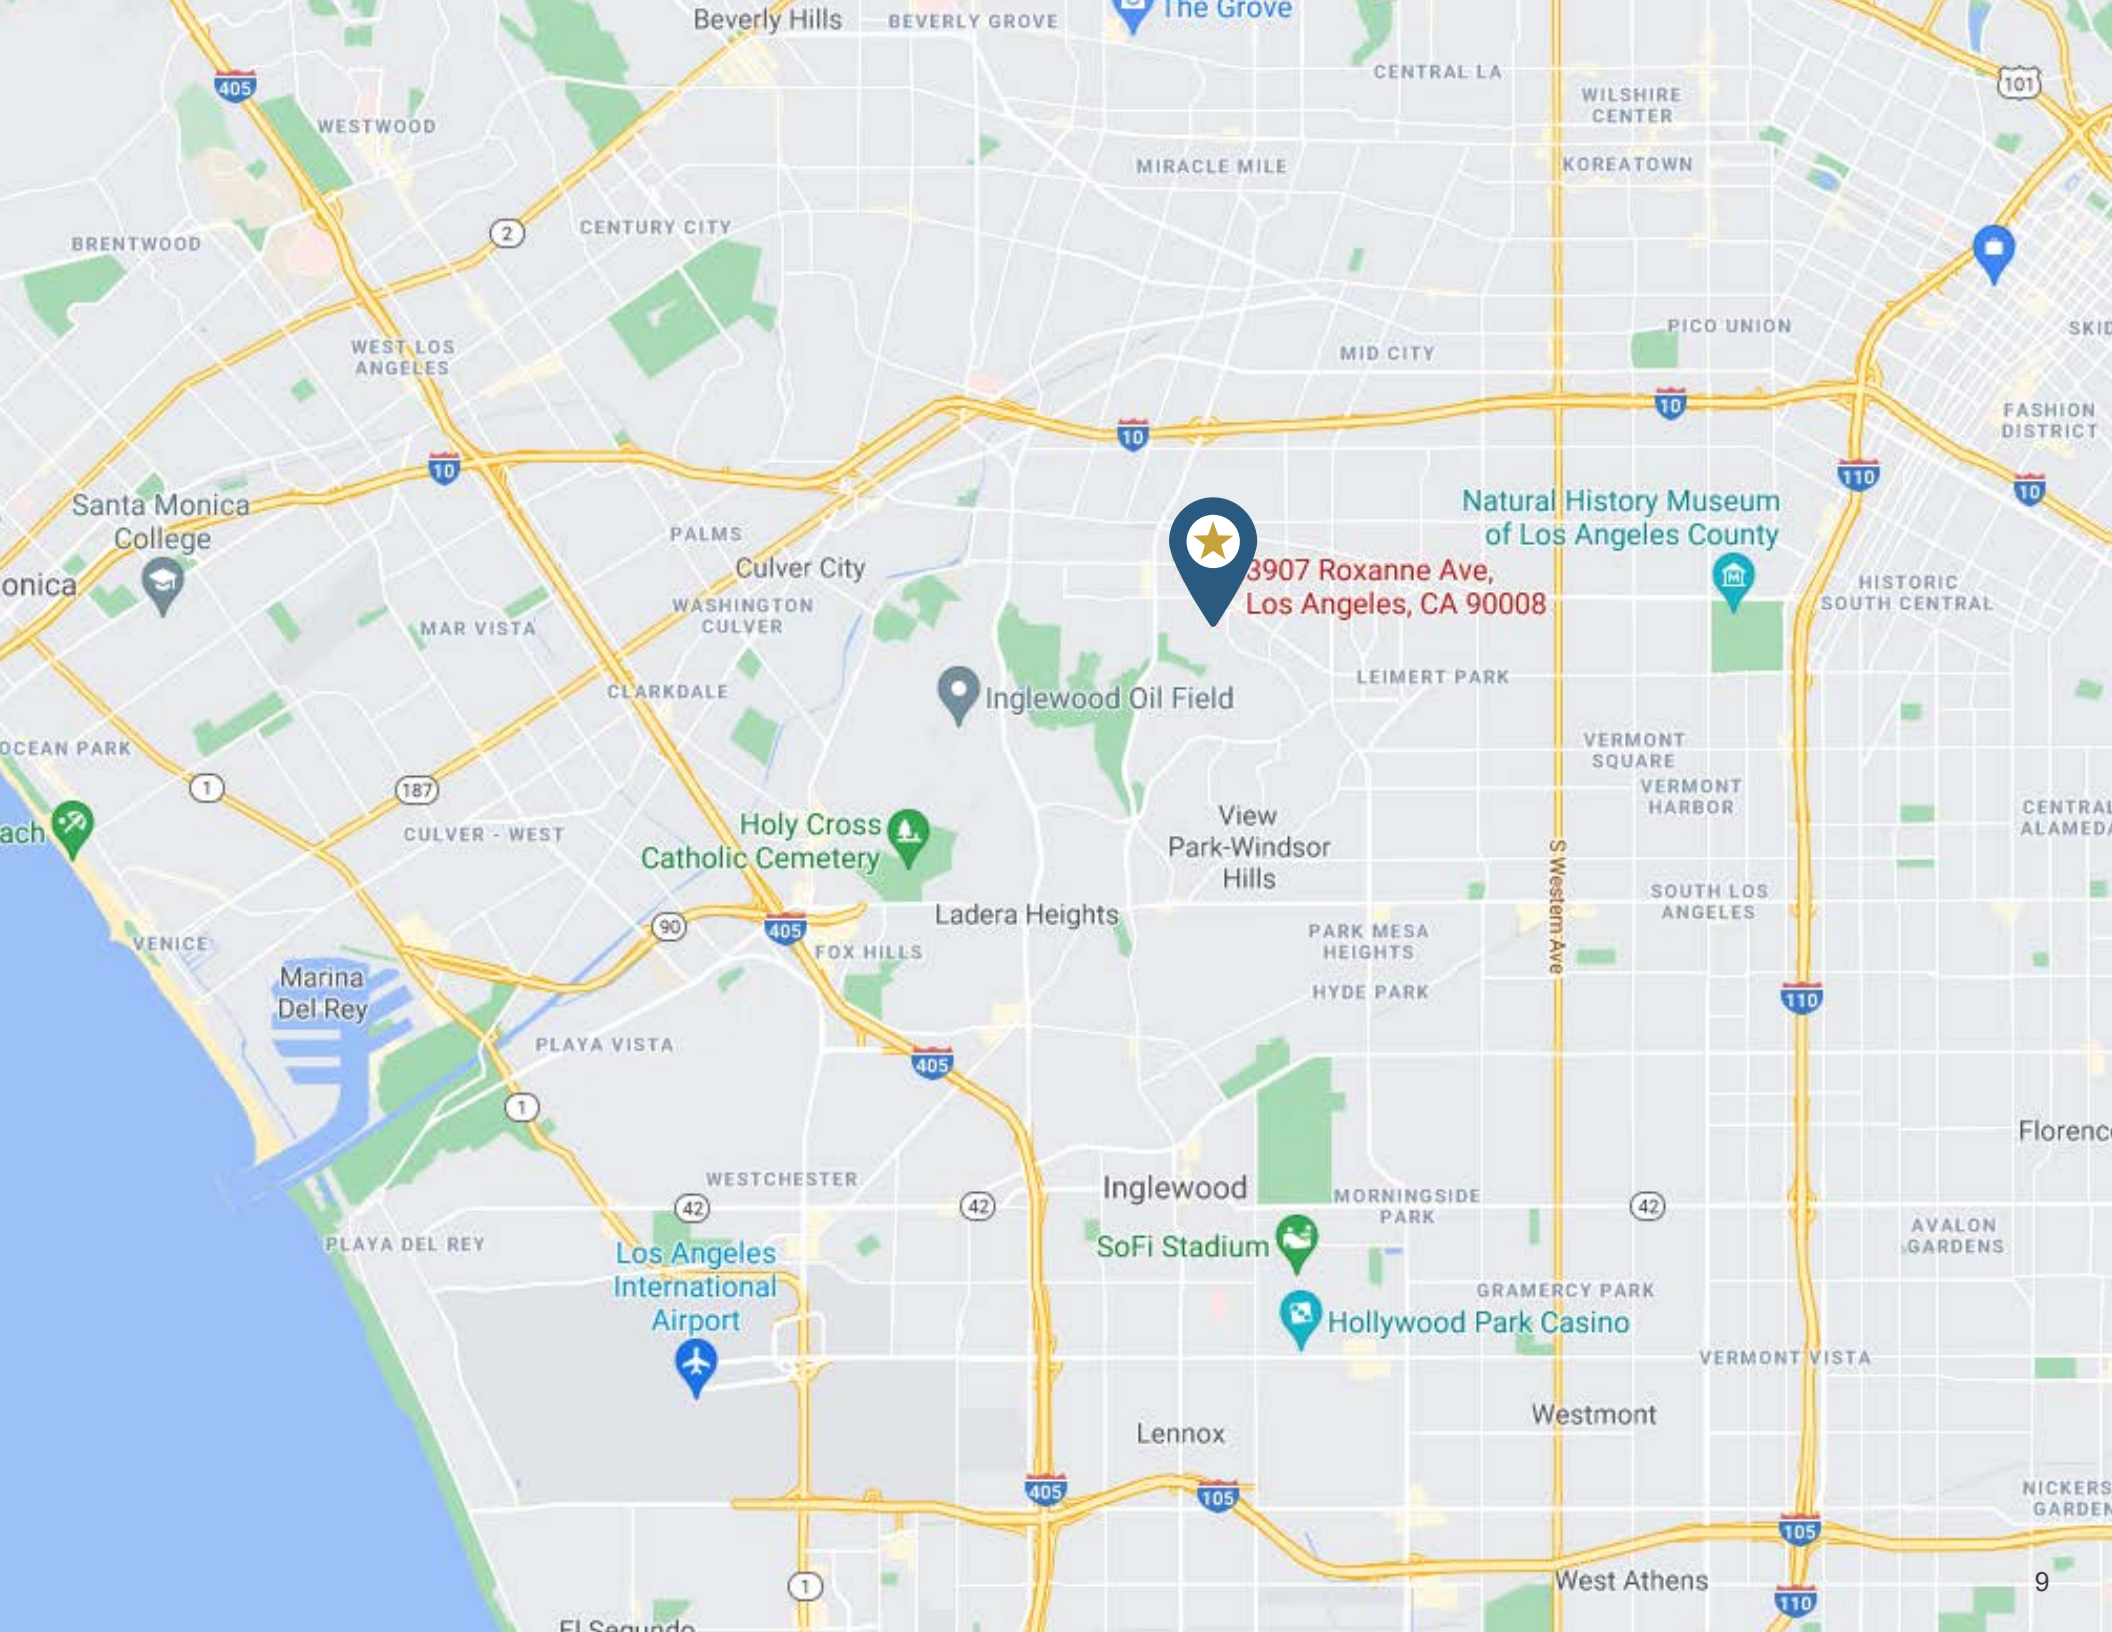 The Grove
Beverly Hills
BEVERLY GROVE
CENTRAL LA
405
101
WILSHIRE
CENTER
WESTWOOD
MIRACLE MILE
KOREATOWN
2
CENTURY CITY
BRENTWOOD
PICO UNION
SKID
WEST LOS
ANGELES
MID CITY
10
10
FASHION
DISTRICT
10
110
10
Santa Monica
College
Natural History Museum
of Los Angeles County
PALMS
Culver City
3907 Roxanne Ave,
Los Angeles, CA 90008
onica
HISTORIC
SOUTH CENTRAL
WASHINGTON
CULVER
MAR VISTA
LEIMERT PARK
CLARKDALE
Inglewood Oil Field
OCEAN PARK
VERMONT
SQUARE
1
187
VERMONT
HARBOR
View
Park-Windsor
Hills
CENTRAL
ALAMEDA
ach
CULVER - WEST
Holy Cross
Catholic Cemetery
S Western Ave
SOUTH LOS
ANGELES
Ladera Heights
90
405
VENICE
FOX HILLS
PARK MESA
HEIGHTS
Marina
Del Rey
HYDE PARK
110
PLAYA VISTA
405
1
Florenc
WESTCHESTER
Inglewood
MORNINGSIDE
PARK
42
42
42
PLAYA DEL REY
SoFi Stadium
AVALON
GARDENS
Los Angeles
International
Airport
GRAMERCY PARK
Hollywood Park Casino
VERMONT VISTA
Westmont
Lennox
405
105
NICKERS
GARDEN
105
West Athens
1
110
9
El Segundo